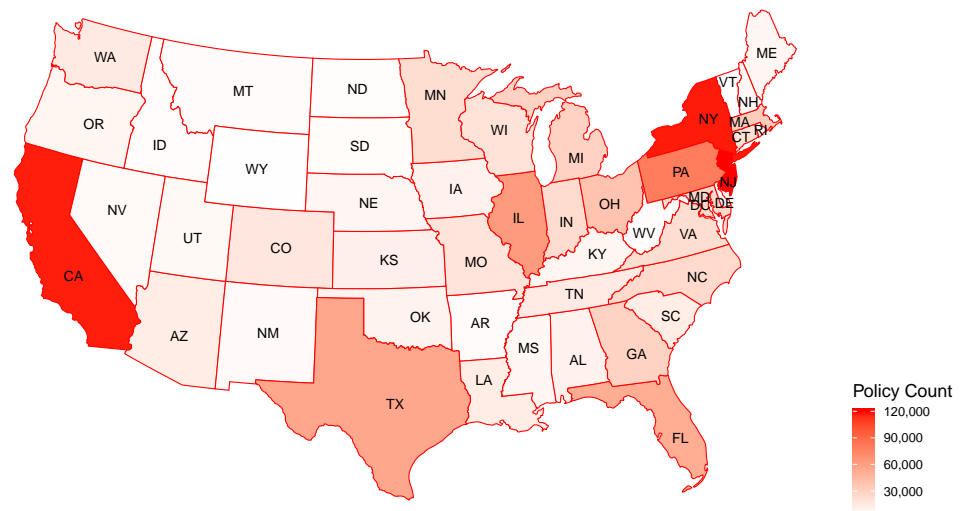 ME
WA
VT
MT
ND
MN
NH
OR
NY
MA
RI
WI
CT
ID
SD
MI
WY
PA
NJ
IA
MD
NE
OH
DC
DE
NV
IL
IN
UT
WV
VA
CO
KY
KS
MO
CA
NC
TN
OK
SC
AR
AZ
NM
MS
GA
AL
LA
TX
FL
Policy Count
120,000
90,000
60,000
30,000